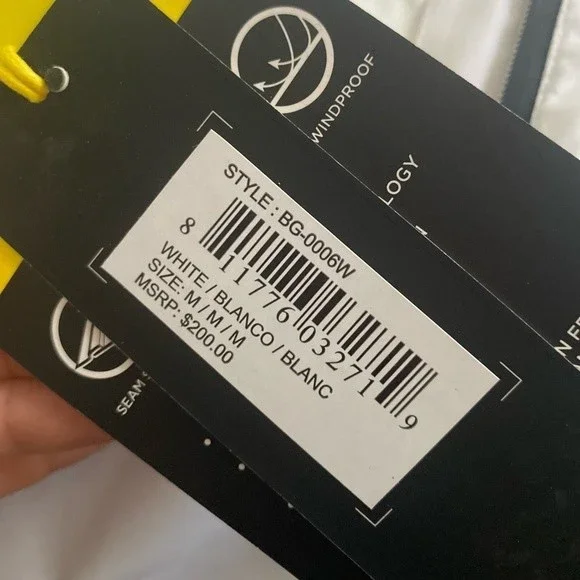 WINDPROOF
LOGY
STYLE : BG-0006W
8 11776 03271 9
WHITE / BLANCO / BLANC
SIZE: M / M / M
MSRP: $200.00
SEAM